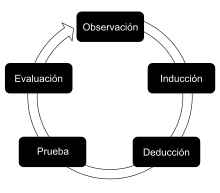 Observación
Inducción
Deducción
Prueba
Evaluación